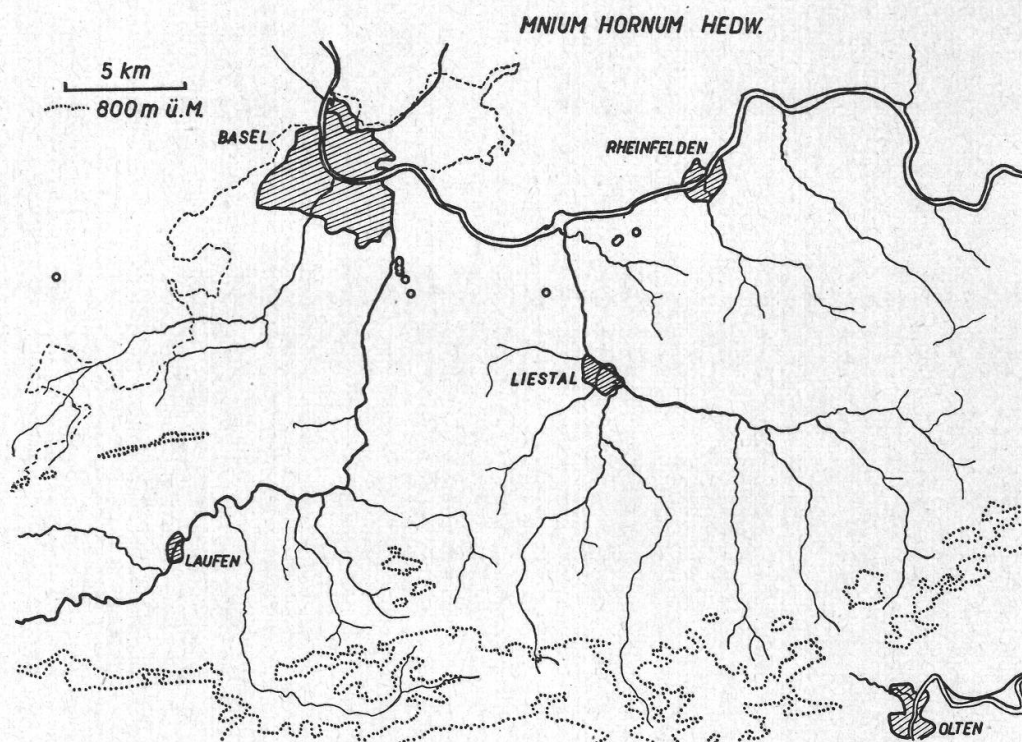 MNIUM HORNUM HEDW.
5 km
800 m ü.M.
BASEL
RHEINFELDEN
LIESTAL
LAUFEN
OLTEN